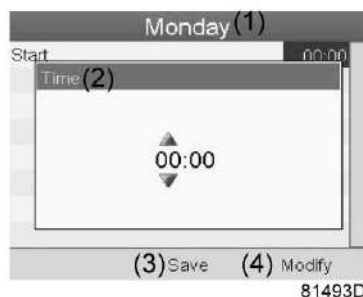 Monday (1)
Start 00:00
Time (2)
00:00
(3) Save (4) Modify
81493D